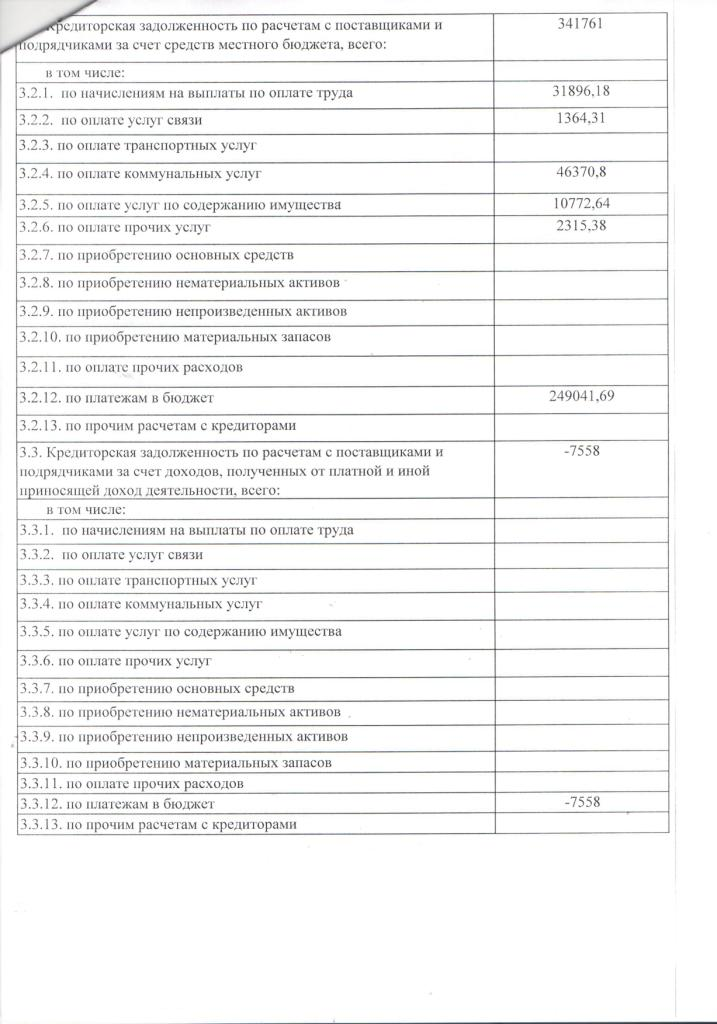 Кредиторская задолженность по расчетам с поставщиками и
подрядчиками за счет средств местного бюджета, всего:
341761
в том числе:
3.2.1. по начислениям на выплаты по оплате труда
31896,18
3.2.2. по оплате услуг связи
1364,31
3.2.3. по оплате транспортных услуг
3.2.4. по оплате коммунальных услуг
46370,8
3.2.5. по оплате услуг по содержанию имущества
10772,64
3.2.6. по оплате прочих услуг
2315,38
3.2.7. по приобретению основных средств
3.2.8. по приобретению нематериальных активов
3.2.9. по приобретению непроизведенных активов
3.2.10. по приобретению материальных запасов
3.2.11. по оплате прочих расходов
3.2.12. по платежам в бюджет
249041,69
3.2.13. по прочим расчетам с кредиторами
3.3. Кредиторская задолженность по расчетам с поставщиками и
подрядчиками за счет доходов, полученных от платной и иной
приносящей доход деятельности, всего:
-7558
в том числе:
3.3.1. по начислениям на выплаты по оплате труда
3.3.2. по оплате услуг связи
3.3.3. по оплате транспортных услуг
3.3.4. по оплате коммунальных услуг
3.3.5. по оплате услуг по содержанию имущества
3.3.6. по оплате прочих услуг
3.3.7. по приобретению основных средств
3.3.8. по приобретению нематериальных активов
3.3.9. по приобретению непроизведенных активов
3.3.10. по приобретению материальных запасов
3.3.11. по оплате прочих расходов
3.3.12. по платежам в бюджет
-7558
3.3.13. по прочим расчетам с кредиторами